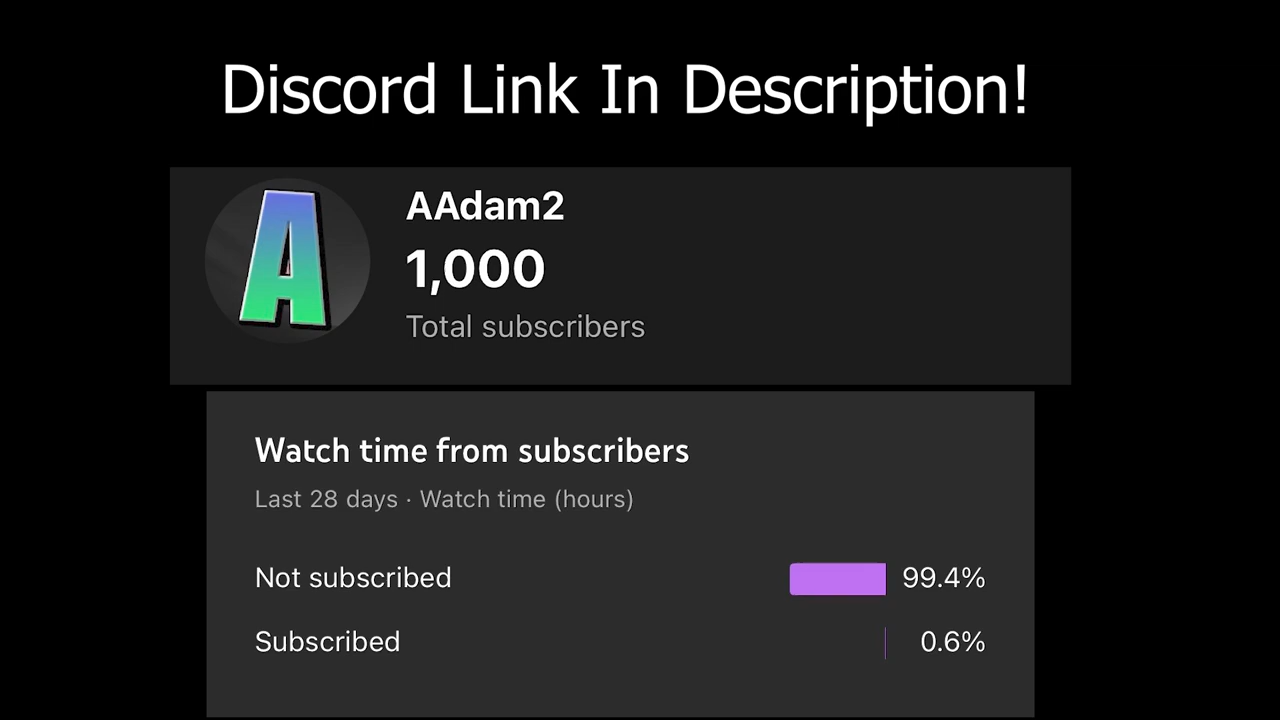 Discord Link In Description!
A
AAdam2
1,000
Total subscribers
Watch time from subscribers
Last 28 days · Watch time (hours)
Not subscribed 99.4%
Subscribed 0.6%